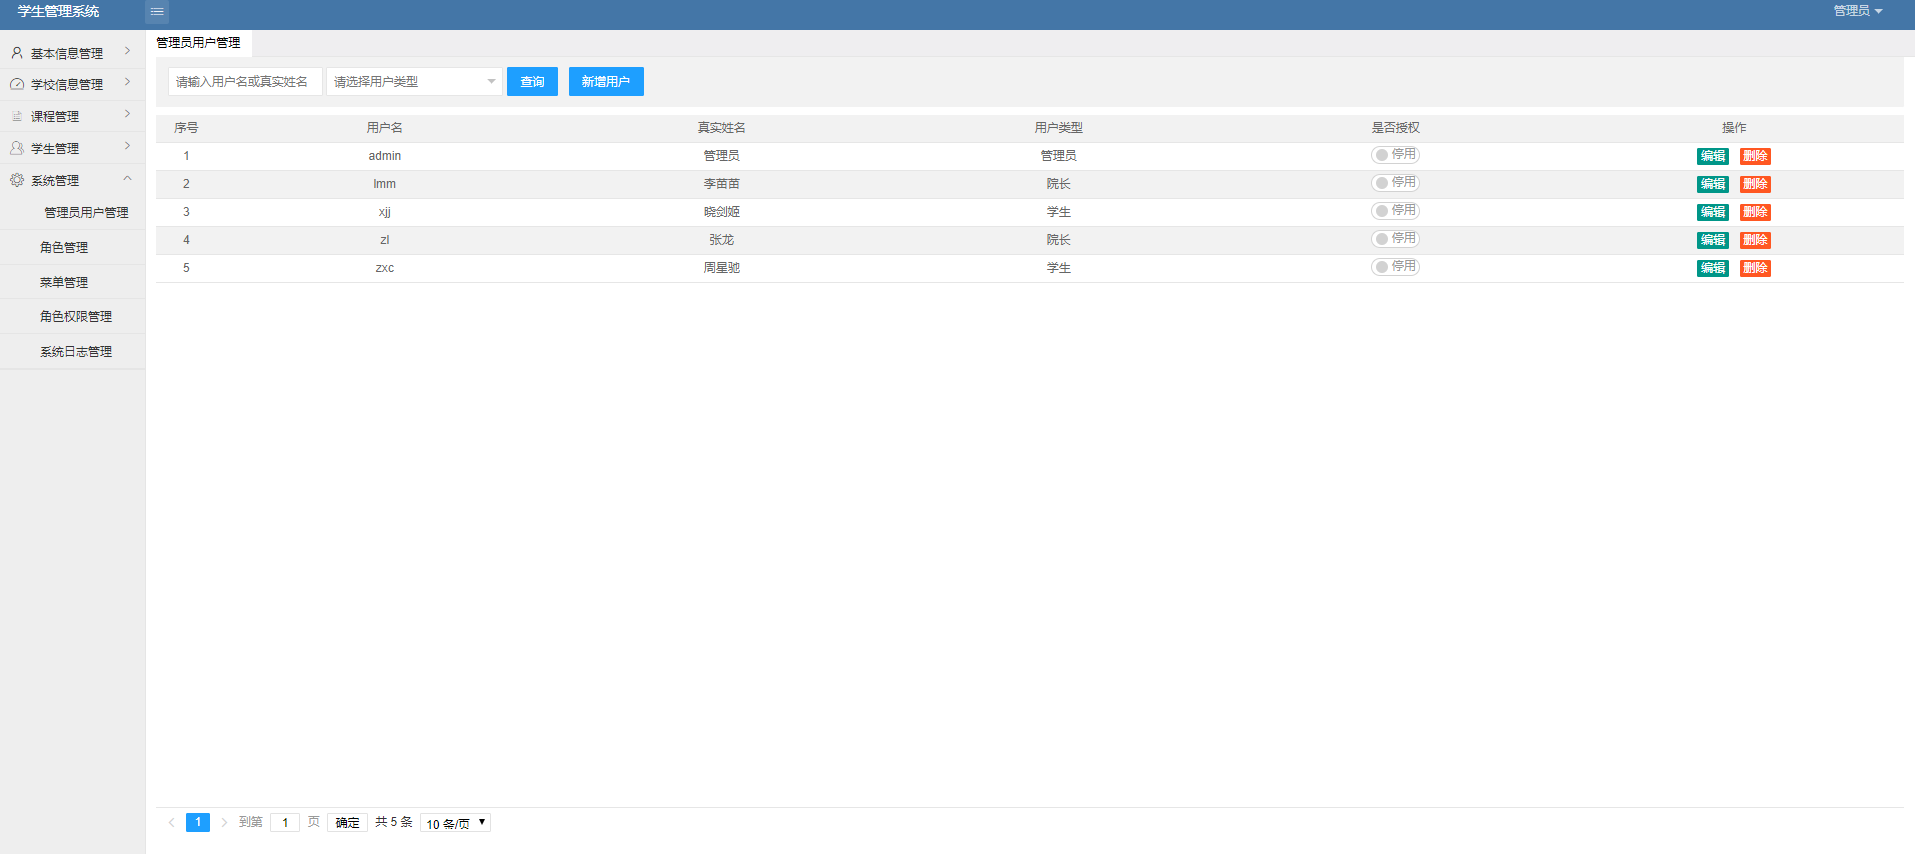 学生管理系统
管理员
基本信息管理
学校信息管理
课程管理
学生管理
系统管理
管理员用户管理
角色管理
菜单管理
角色权限管理
系统日志管理
管理员用户管理
请输入用户名或真实姓名 请选择用户类型 查询 新增用户
序号 用户名 真实姓名 用户类型 是否授权 操作
1 admin 管理员 管理员 停用 编辑 删除
2 lmm 李苗苗 院长 停用 编辑 删除
3 xjj 晓剑姬 学生 停用 编辑 删除
4 zl 张龙 院长 停用 编辑 删除
5 zxc 周星驰 学生 停用 编辑 删除
1 到第 1 页 确定 共 5 条 10 条/页